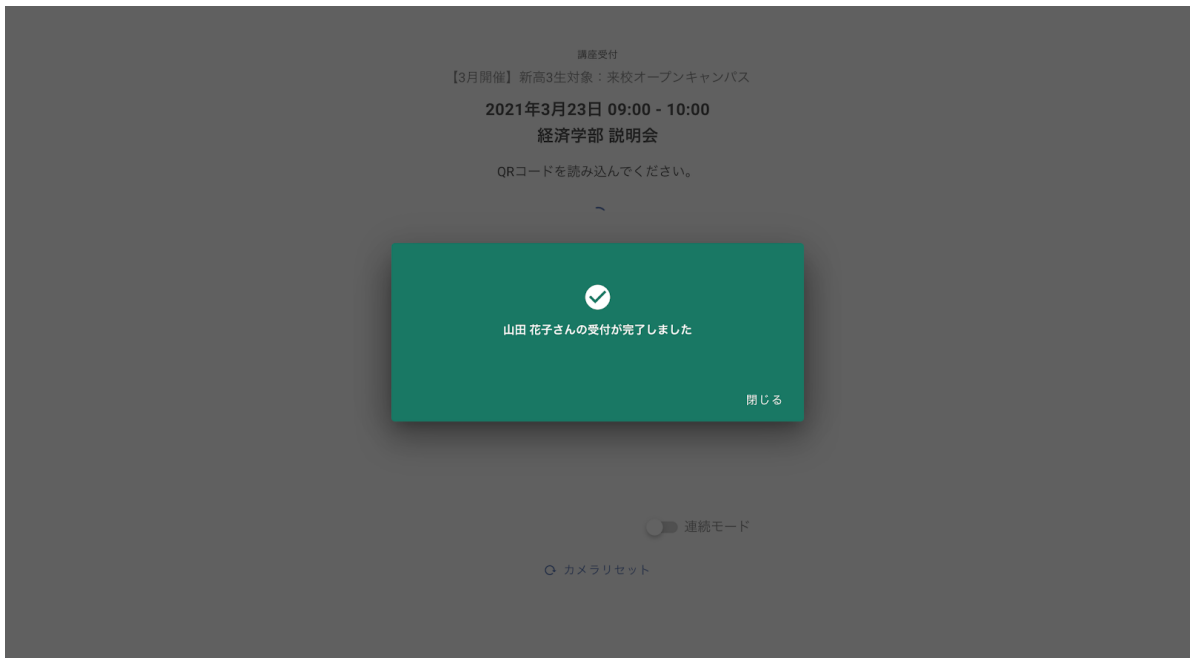 講座受付
【3月開催】新高3生対象：来校オープンキャンパス
2021年3月23日 09:00 - 10:00
経済学部 説明会
QRコードを読み込んでください。
山田 花子さんの受付が完了しました
閉じる
連続モード
カメラリセット